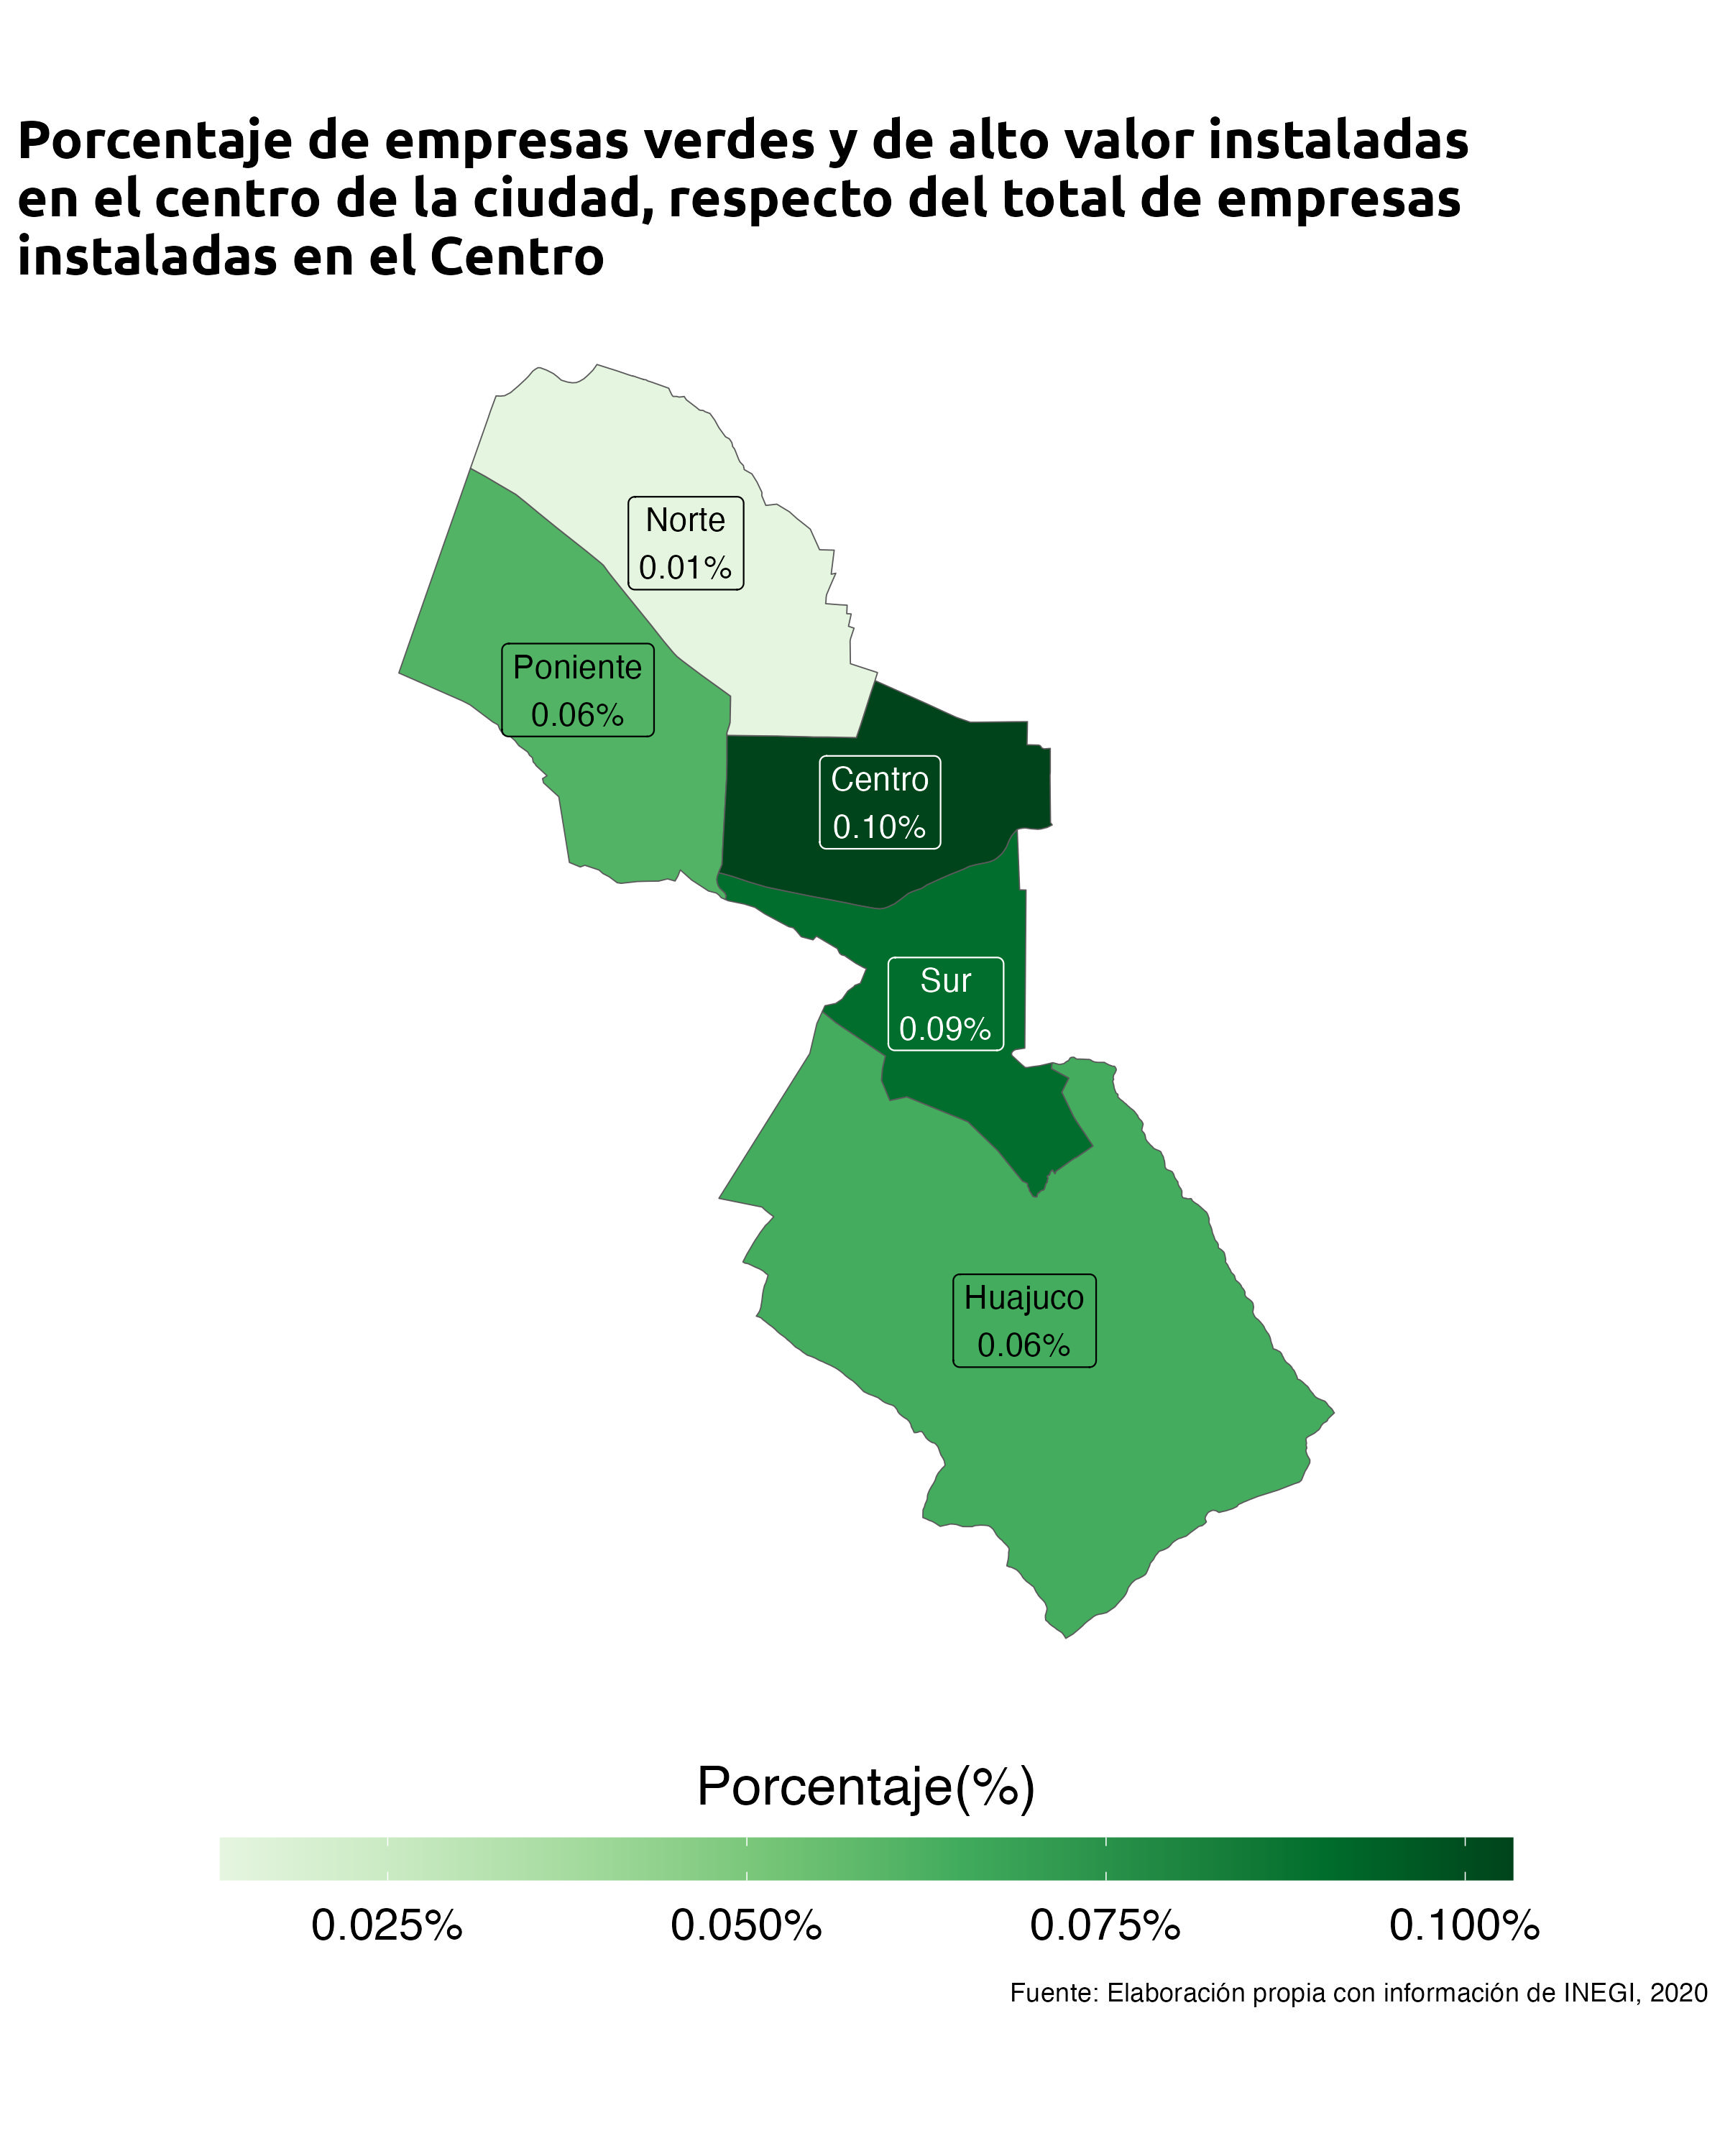 Porcentaje de empresas verdes y de alto valor instaladas
en el centro de la ciudad, respecto del total de empresas
instaladas en el Centro
Norte
0.01%
Poniente
0.06%
Centro
0.10%
Sur
0.09%
Huajuco
0.06%
Porcentaje(%)
0.025% 0.050% 0.075% 0.100%
Fuente: Elaboración propia con información de INEGI, 2020